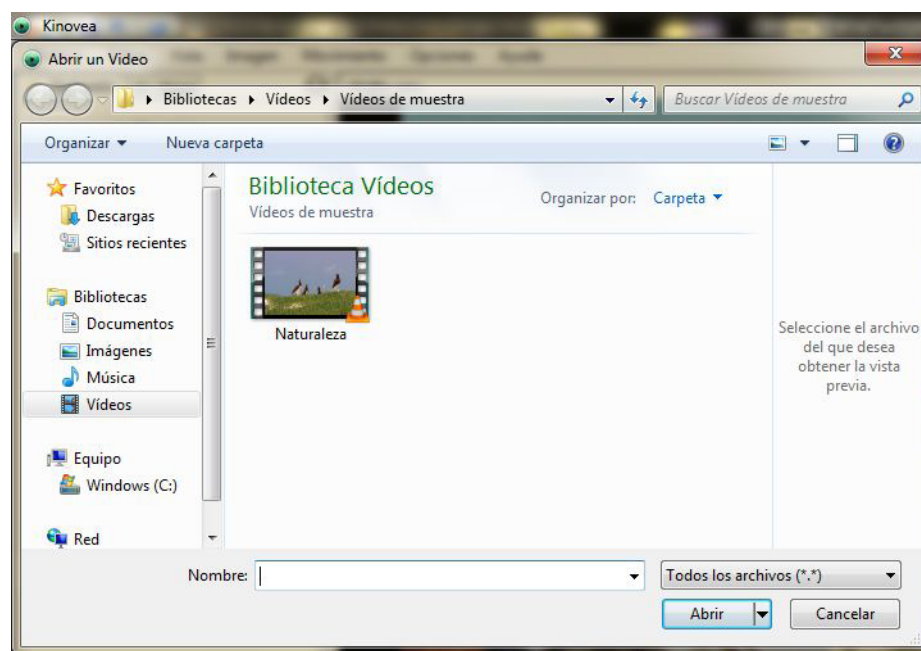 Kinovea
Abrir un Video
Bibliotecas ▸ Vídeos ▸ Vídeos de muestra
Buscar Vídeos de muestra
Organizar
Nueva carpeta
Favoritos
Descargas
Sitios recientes
Bibliotecas
Documentos
Imágenes
Música
Vídeos
Equipo
Windows (C:)
Red
Biblioteca Vídeos
Vídeos de muestra
Organizar por: Carpeta
Naturaleza
Seleccione el archivo
del que desea
obtener la vista
previa.
Nombre:
Todos los archivos (*.*)
Abrir
Cancelar